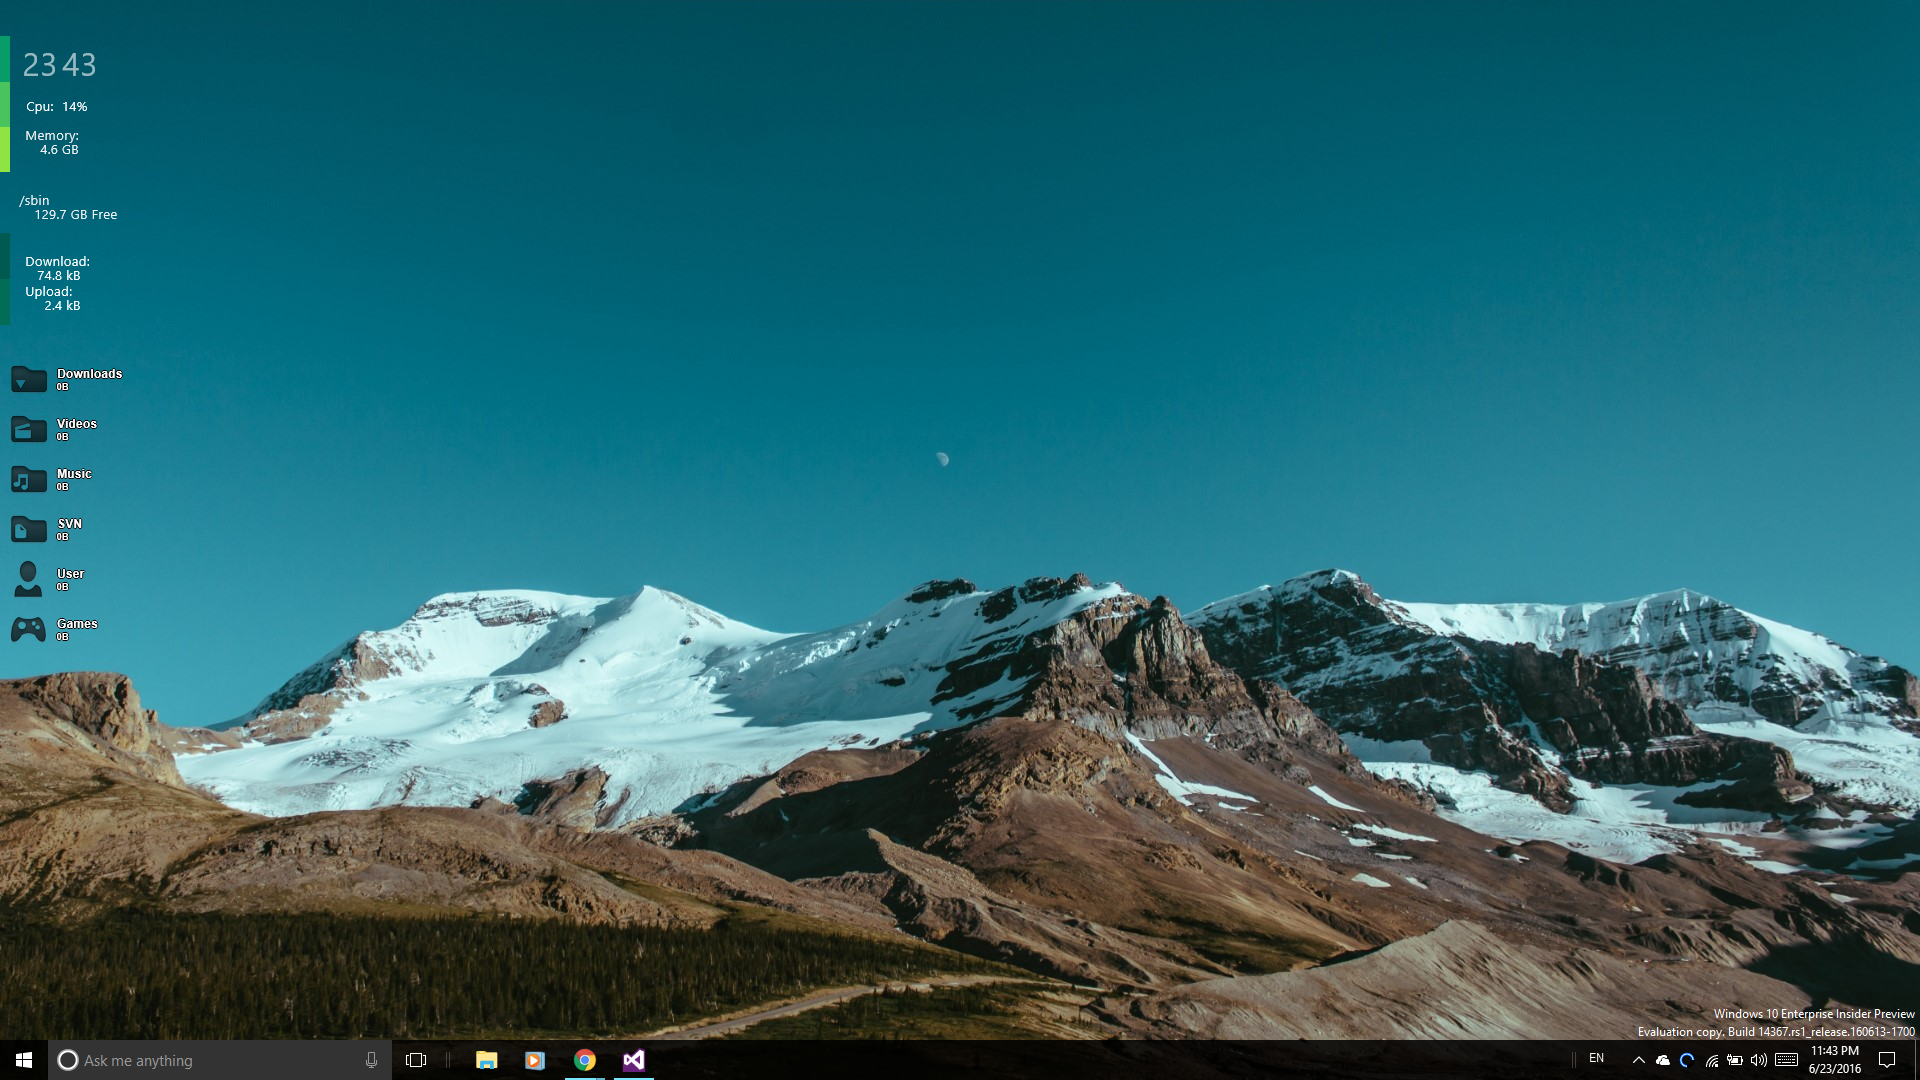 23 43
Cpu: 14%
Memory:
4.6 GB
/sbin
129.7 GB Free
Download:
74.8 kB
Upload:
2.4 kB
Downloads
0B
Videos
0B
Music
0B
SVN
0B
User
0B
Games
0B
Windows 10 Enterprise Insider Preview
Evaluation copy. Build 14367.rs1_release.160613-1700
Ask me anything
EN
11:43 PM
6/23/2016